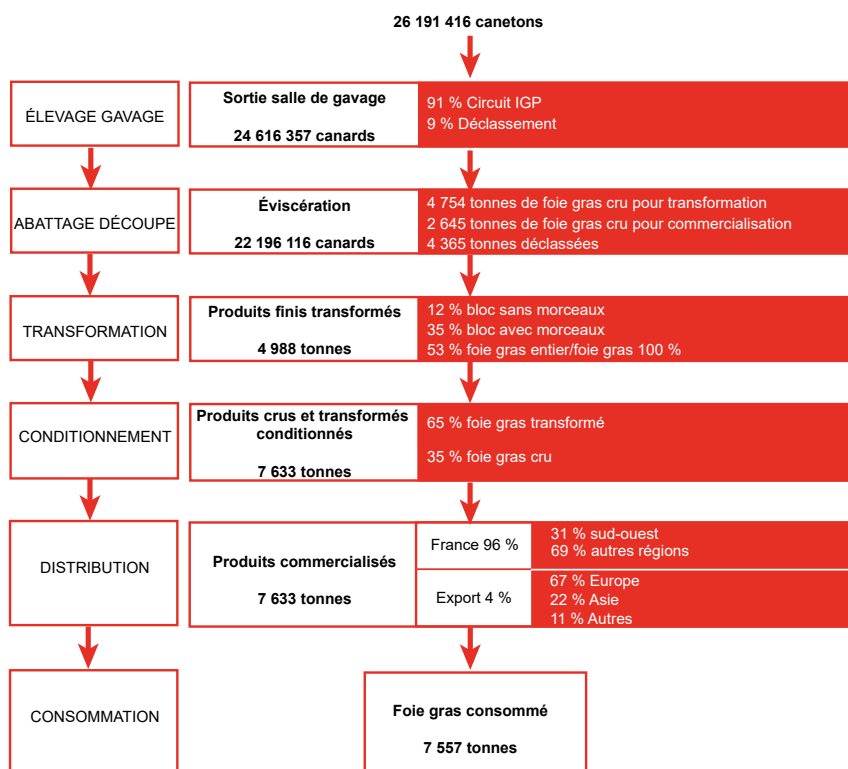 26 191 416 canetons
ÉLEVAGE GAVAGE
Sortie salle de gavage
24 616 357 canards
91 % Circuit IGP
9 % Déclassement
ABATTAGE DÉCOUPE
Éviscération
22 196 116 canards
4 754 tonnes de foie gras cru pour transformation
2 645 tonnes de foie gras cru pour commercialisation
4 365 tonnes déclassées
TRANSFORMATION
Produits finis transformés
4 988 tonnes
12 % bloc sans morceaux
35 % bloc avec morceaux
53 % foie gras entier/foie gras 100 %
CONDITIONNEMENT
Produits crus et transformés
conditionnés
7 633 tonnes
65 % foie gras transformé
35 % foie gras cru
DISTRIBUTION
Produits commercialisés
7 633 tonnes
France 96 %
31 % sud-ouest
69 % autres régions
Export 4 %
67 % Europe
22 % Asie
11 % Autres
CONSOMMATION
Foie gras consommé
7 557 tonnes